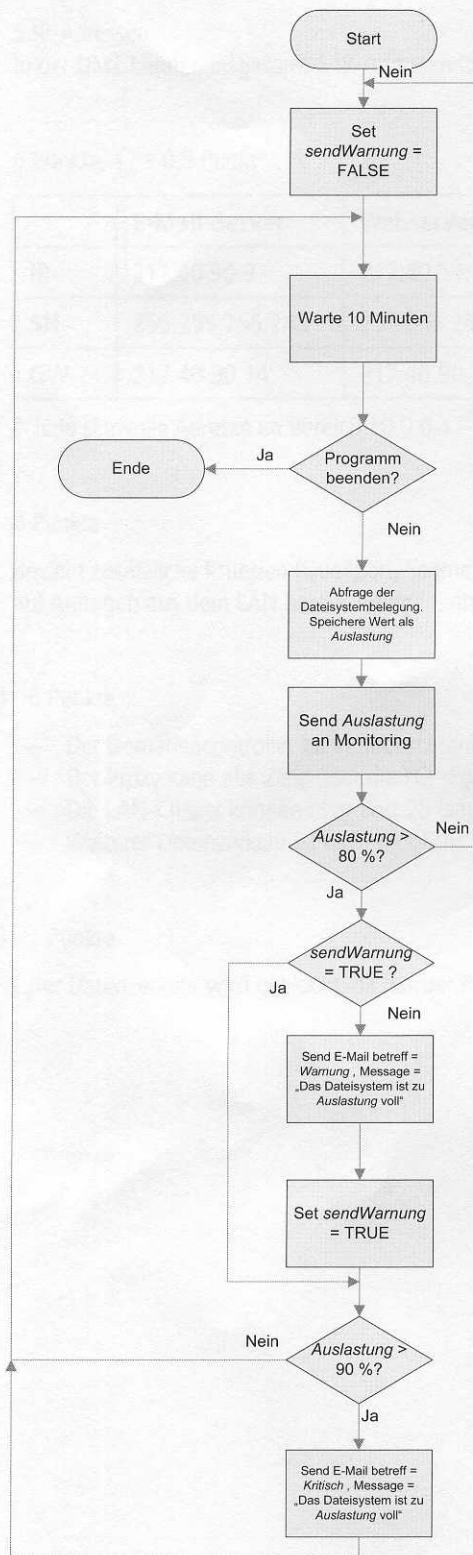 Start
Nein
Set
sendWarnung =
FALSE
Warte 10 Minuten
Programm
beenden?
Ja
Ende
Nein
Abfrage der
Dateisystembelegung.
Speichere Wert als
Auslastung
Send Auslastung
an Monitoring
Auslastung >
80 %?
Nein
Ja
sendWarnung
= TRUE ?
Ja
Nein
Send E-Mail betreff =
Warnung , Message =
„Das Dateisystem ist zu
Auslastung voll“
Set sendWarnung
= TRUE
Auslastung >
90 %?
Nein
Ja
Send E-Mail betreff =
Kritisch , Message =
„Das Dateisystem ist zu
Auslastung voll“